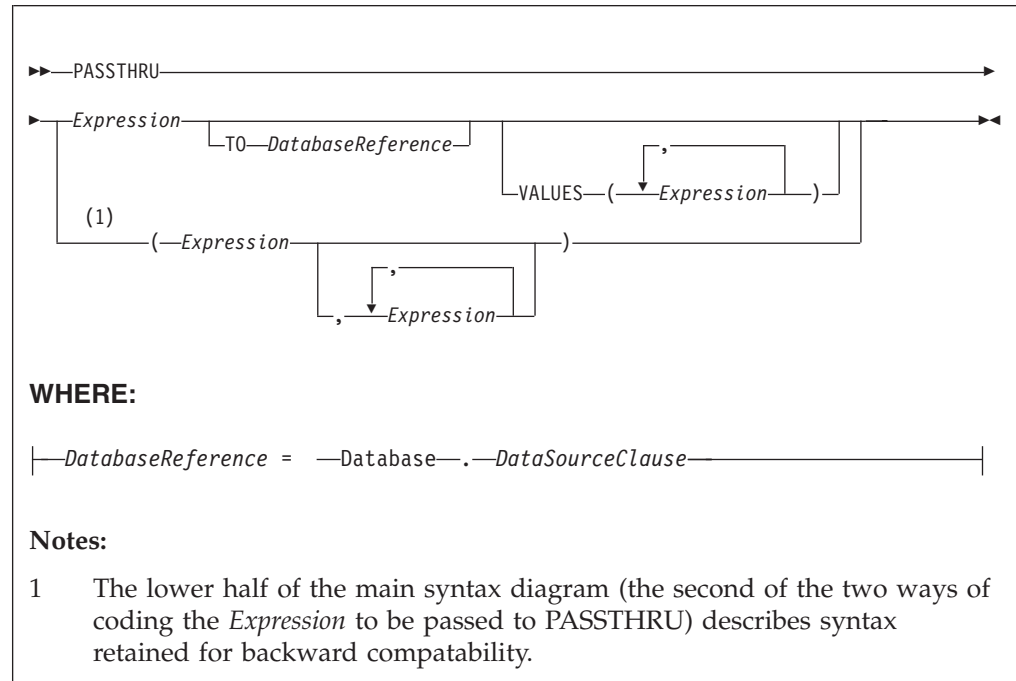 PASSTHRU
Expression
TO DatabaseReference
,
VALUES ( Expression )
(1)
( Expression )
,
, Expression
WHERE:
DatabaseReference = Database . DataSourceClause
Notes:
1 The lower half of the main syntax diagram (the second of the two ways of
coding the Expression to be passed to PASSTHRU) describes syntax
retained for backward compatability.